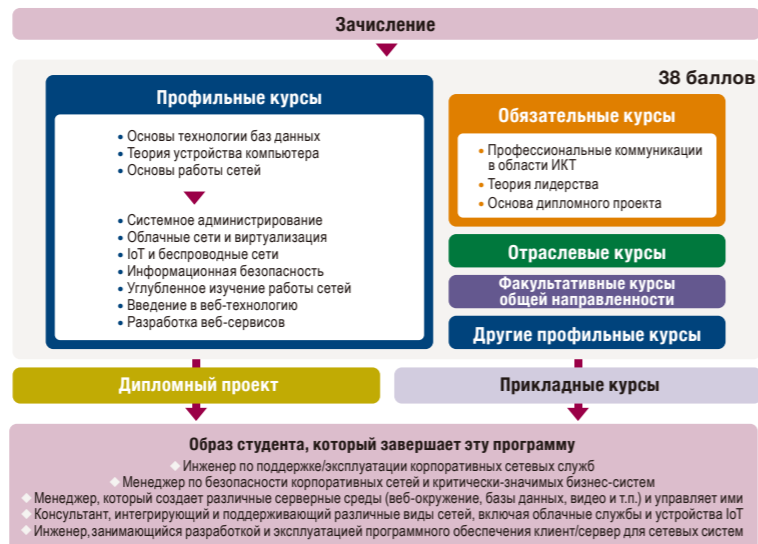 Зачисление
38 баллов
Профильные курсы
• Основы технологии баз данных
• Теория устройства компьютера
• Основы работы сетей
• Системное администрирование
• Облачные сети и виртуализация
• IoT и беспроводные сети
• Информационная безопасность
• Углубленное изучение работы сетей
• Введение в веб-технологию
• Разработка веб-сервисов
Обязательные курсы
• Профессиональные коммуникации
в области ИКТ
• Теория лидерства
• Основа дипломного проекта
Отраслевые курсы
Факультативные курсы
общей направленности
Другие профильные курсы
Дипломный проект
Прикладные курсы
Образ студента, который завершает эту программу
◆ Инженер по поддержке/эксплуатации корпоративных сетевых служб
◆ Менеджер по безопасности корпоративных сетей и критически-значимых бизнес-систем
◆ Менеджер, который создает различные серверные среды (веб-окружение, базы данных, видео и т.п.) и управляет ими
◆ Консультант, интегрирующий и поддерживающий различные виды сетей, включая облачные службы и устройства IoT
◆ Инженер, занимающийся разработкой и эксплуатацией программного обеспечения клиент/сервер для сетевых систем